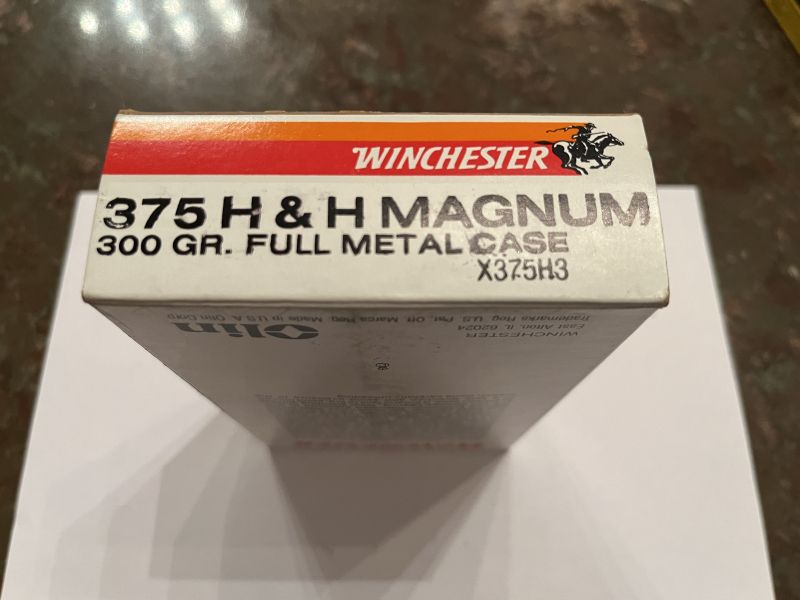 WINCHESTER
375 H & H MAGNUM
300 GR. FULL METAL CASE
X375H3
WINCHESTER
East Alton, IL 62024
Trademarks Reg. U.S. Pat. Off. Marca Reg. Made in U.S.A. Olin Corp
Olin